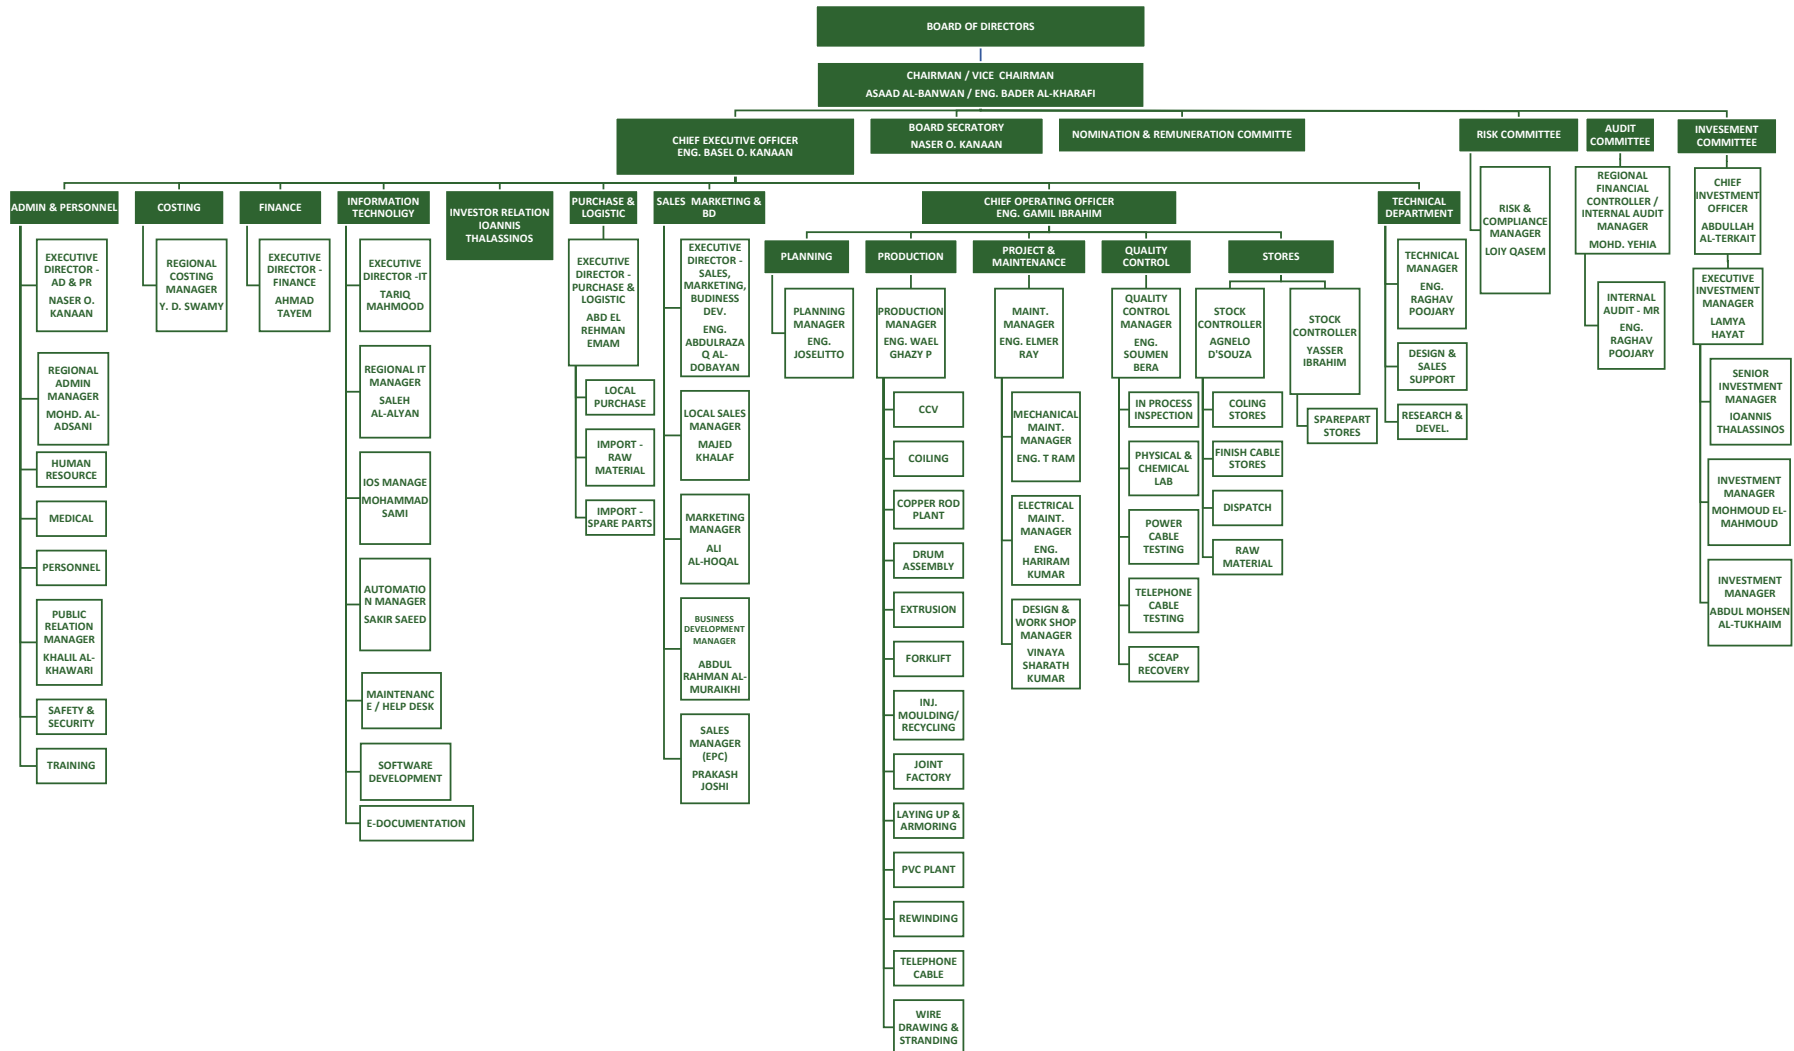 BOARD OF DIRECTORS
CHAIRMAN / VICE CHAIRMAN
ASAAD AL-BANWAN / ENG. BADER AL-KHARAFI
CHIEF EXECUTIVE OFFICER
ENG. BASEL O. KANAAN
BOARD SECRATORY
NASER O. KANAAN
NOMINATION & REMUNERATION COMMITTE
RISK COMMITTEE
AUDIT
COMMITTEE
INVESEMENT
COMMITTEE
ADMIN & PERSONNEL
COSTING
FINANCE
INFORMATION
TECHNOLIGY
INVESTOR RELATION
IOANNIS
THALASSINOS
PURCHASE &
LOGISTIC
SALES MARKETING &
BD
CHIEF OPERATING OFFICER
ENG. GAMIL IBRAHIM
TECHNICAL
DEPARTMENT
EXECUTIVE
DIRECTOR -
AD & PR
NASER O.
KANAAN
REGIONAL
ADMIN
MANAGER
MOHD. AL-
ADSANI
HUMAN
RESOURCE
MEDICAL
PERSONNEL
PUBLIC
RELATION
MANAGER
KHALIL AL-
KHAWARI
SAFETY &
SECURITY
TRAINING
REGIONAL
COSTING
MANAGER
Y. D. SWAMY
EXECUTIVE
DIRECTOR -
FINANCE
AHMAD
TAYEM
EXECUTIVE
DIRECTOR -IT
TARIQ
MAHMOOD
REGIONAL IT
MANAGER
SALEH
AL-ALYAN
IOS MANAGE
MOHAMMAD
SAMI
AUTOMATIO
N MANAGER
SAKIR SAEED
MAINTENANC
E / HELP DESK
SOFTWARE
DEVELOPMENT
E-DOCUMENTATION
EXECUTIVE
DIRECTOR -
PURCHASE &
LOGISTIC
ABD EL
REHMAN
EMAM
LOCAL
PURCHASE
IMPORT -
RAW
MATERIAL
IMPORT -
SPARE PARTS
EXECUTIVE
DIRECTOR -
SALES,
MARKETING,
BUDINESS
DEV.
ENG.
ABDULRAZA
Q AL-
DOBAYAN
LOCAL SALES
MANAGER
MAJED
KHALAF
MARKETING
MANAGER
ALI
AL-HOQAL
BUSINESS
DEVELOPMENT
MANAGER
ABDUL
RAHMAN AL-
MURAIKHI
SALES
MANAGER
(EPC)
PRAKASH
JOSHI
PLANNING
PRODUCTION
PROJECT &
MAINTENANCE
QUALITY
CONTROL
STORES
PLANNING
MANAGER
ENG.
JOSELITTO
PRODUCTION
MANAGER
ENG. WAEL
GHAZY P
CCV
COILING
COPPER ROD
PLANT
DRUM
ASSEMBLY
EXTRUSION
FORKLIFT
INJ.
MOULDING/
RECYCLING
JOINT
FACTORY
LAYING UP &
ARMORING
PVC PLANT
REWINDING
TELEPHONE
CABLE
WIRE
DRAWING &
STRANDING
MAINT.
MANAGER
ENG. ELMER
RAY
MECHANICAL
MAINT.
MANAGER
ENG. T RAM
ELECTRICAL
MAINT.
MANAGER
ENG.
HARIRAM
KUMAR
DESIGN &
WORK SHOP
MANAGER
VINAYA
SHARATH
KUMAR
QUALITY
CONTROL
MANAGER
ENG.
SOUMEN
BERA
IN PROCESS
INSPECTION
PHYSICAL &
CHEMICAL
LAB
POWER
CABLE
TESTING
TELEPHONE
CABLE
TESTING
SCEAP
RECOVERY
STOCK
CONTROLLER
AGNELO
D'SOUZA
COLING
STORES
FINISH CABLE
STORES
DISPATCH
RAW
MATERIAL
STOCK
CONTROLLER
YASSER
IBRAHIM
SPAREPART
STORES
TECHNICAL
MANAGER
ENG.
RAGHAV
POOJARY
DESIGN &
SALES
SUPPORT
RESEARCH &
DEVEL.
RISK &
COMPLIANCE
MANAGER
LOIY QASEM
REGIONAL
FINANCIAL
CONTROLLER /
INTERNAL AUDIT
MANAGER
MOHD. YEHIA
INTERNAL
AUDIT - MR
ENG.
RAGHAV
POOJARY
CHIEF
INVESTMENT
OFFICER
ABDULLAH
AL-TERKAIT
EXECUTIVE
INVESTMENT
MANAGER
LAMYA
HAYAT
SENIOR
INVESTMENT
MANAGER
IOANNIS
THALASSINOS
INVESTMENT
MANAGER
MOHMOUD EL-
MAHMOUD
INVESTMENT
MANAGER
ABDUL MOHSEN
AL-TUKHAIM